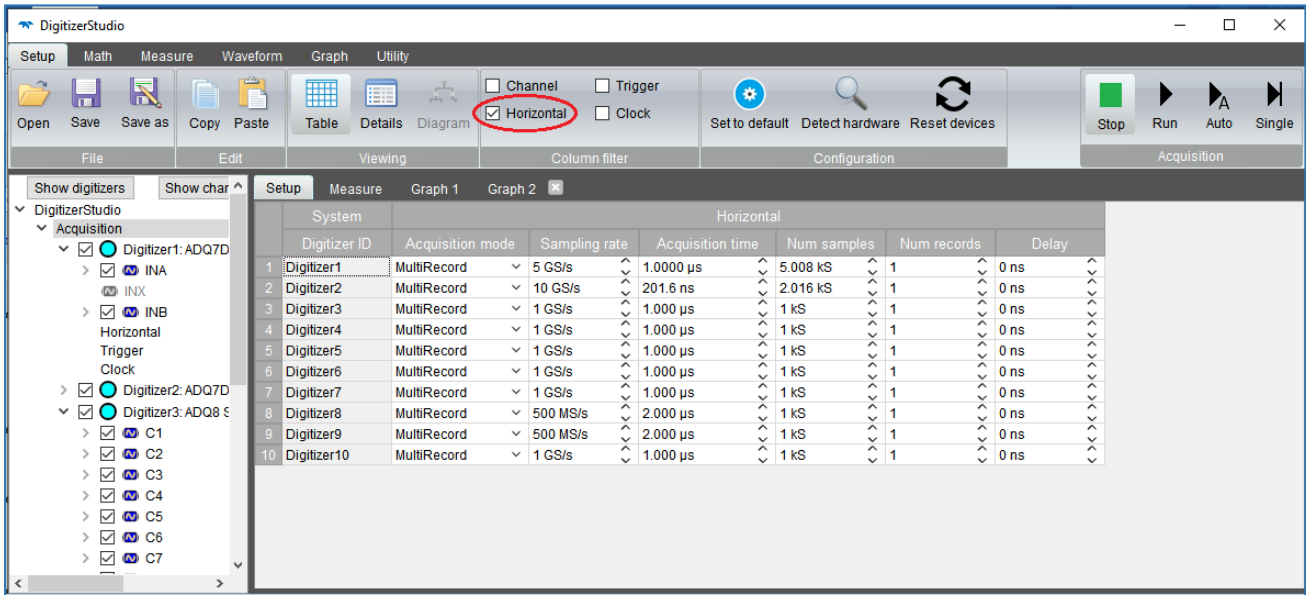 DigitizerStudio
Setup Math Measure Waveform Graph Utility
Channel Trigger
Horizontal Clock
Open Save Save as Copy Paste Table Details Diagram Set to default Detect hardware Reset devices Stop Run Auto Single
File Edit Viewing Column filter Configuration Acquisition
Show digitizers Show char
Setup Measure Graph 1 Graph 2
DigitizerStudio
Acquisition
Digitizer1: ADQ7D
INA
INX
INB
Horizontal
Trigger
Clock
Digitizer2: ADQ7D
Digitizer3: ADQ8 S
C1
C2
C3
C4
C5
C6
C7
System Horizontal
Digitizer ID Acquisition mode Sampling rate Acquisition time Num samples Num records Delay
1 Digitizer1 MultiRecord 5 GS/s 1.0000 µs 5.008 kS 1 0 ns
2 Digitizer2 MultiRecord 10 GS/s 201.6 ns 2.016 kS 1 0 ns
3 Digitizer3 MultiRecord 1 GS/s 1.000 µs 1 kS 1 0 ns
4 Digitizer4 MultiRecord 1 GS/s 1.000 µs 1 kS 1 0 ns
5 Digitizer5 MultiRecord 1 GS/s 1.000 µs 1 kS 1 0 ns
6 Digitizer6 MultiRecord 1 GS/s 1.000 µs 1 kS 1 0 ns
7 Digitizer7 MultiRecord 1 GS/s 1.000 µs 1 kS 1 0 ns
8 Digitizer8 MultiRecord 500 MS/s 2.000 µs 1 kS 1 0 ns
9 Digitizer9 MultiRecord 500 MS/s 2.000 µs 1 kS 1 0 ns
10 Digitizer10 MultiRecord 1 GS/s 1.000 µs 1 kS 1 0 ns